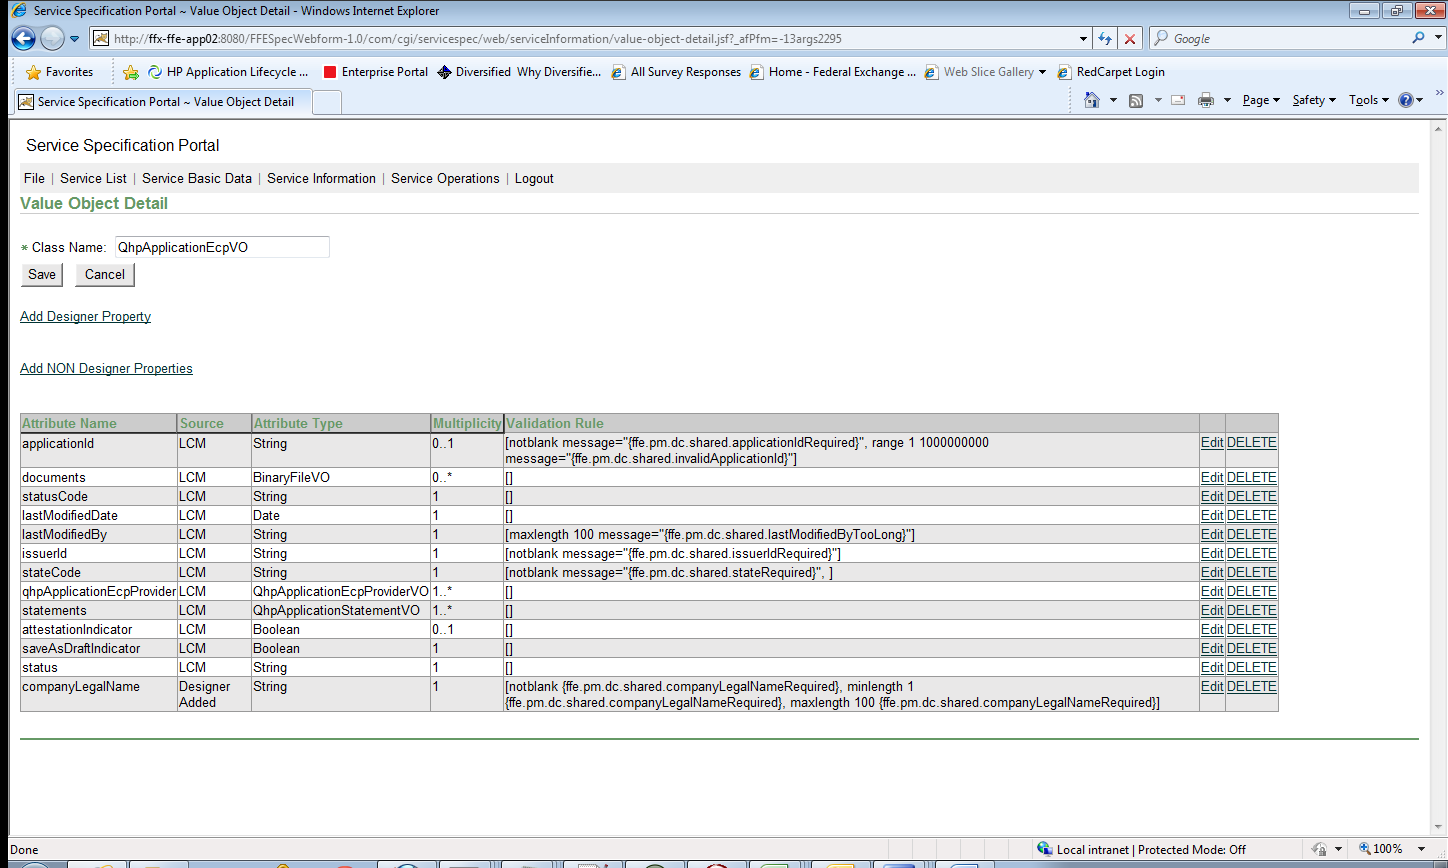 Service Specification Portal ~ Value Object Detail - Windows Internet Explorer
http://ffx-ffe-app02:8080/FFESpecWebform-1.0/com/cgi/servicespec/web/serviceInformation/value-object-detail.jsf?_afPfm=-13args2295
Google
Favorites HP Application Lifecycle ... Enterprise Portal Diversified Why Diversifie... All Survey Responses Home - Federal Exchange ... Web Slice Gallery RedCarpet Login
Service Specification Portal ~ Value Object Detail Page Safety Tools
Service Specification Portal
File | Service List | Service Basic Data | Service Information | Service Operations | Logout
Value Object Detail
* Class Name: QhpApplicationEcpVO
Save Cancel
Add Designer Property
Add NON Designer Properties
Attribute Name Source Attribute Type Multiplicity Validation Rule
applicationId LCM String 0..1 [notblank message="{ffe.pm.dc.shared.applicationIdRequired}", range 1 1000000000 Edit DELETE
message="{ffe.pm.dc.shared.invalidApplicationId}"]
documents LCM BinaryFileVO 0..* [] Edit DELETE
statusCode LCM String 1 [] Edit DELETE
lastModifiedDate LCM Date 1 [] Edit DELETE
lastModifiedBy LCM String 1 [maxlength 100 message="{ffe.pm.dc.shared.lastModifiedByTooLong}"] Edit DELETE
issuerId LCM String 1 [notblank message="{ffe.pm.dc.shared.issuerIdRequired}"] Edit DELETE
stateCode LCM String 1 [notblank message="{ffe.pm.dc.shared.stateRequired}", ] Edit DELETE
qhpApplicationEcpProvider LCM QhpApplicationEcpProviderVO 1..* [] Edit DELETE
statements LCM QhpApplicationStatementVO 1..* [] Edit DELETE
attestationIndicator LCM Boolean 0..1 [] Edit DELETE
saveAsDraftIndicator LCM Boolean 1 [] Edit DELETE
status LCM String 1 [] Edit DELETE
companyLegalName Designer String 1 [notblank {ffe.pm.dc.shared.companyLegalNameRequired}, minlength 1 Edit DELETE
Added {ffe.pm.dc.shared.companyLegalNameRequired}, maxlength 100 {ffe.pm.dc.shared.companyLegalNameRequired}]
Done Local intranet | Protected Mode: Off 100%